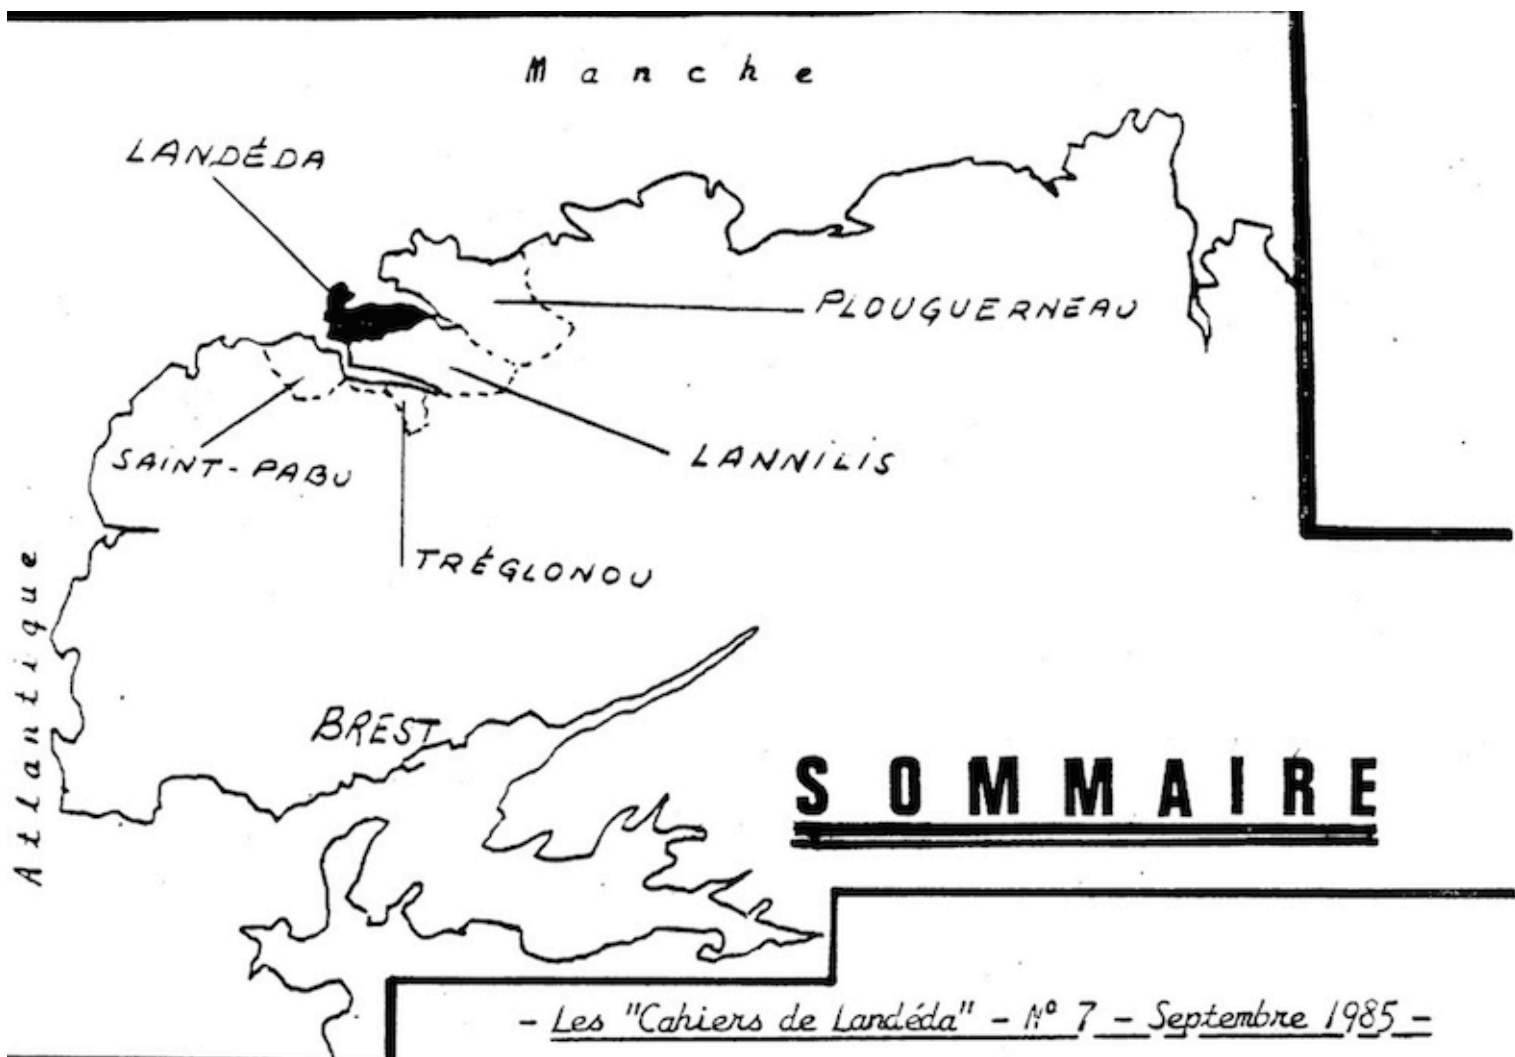 Manche
LANDÉDA
PLOUGUERNEAU
SAINT-PABU
LANNILIS
TRÉGLONOU
Atlantique
BREST
SOMMAIRE
- Les "Cahiers de Landéda" - N° 7 - Septembre 1985 -